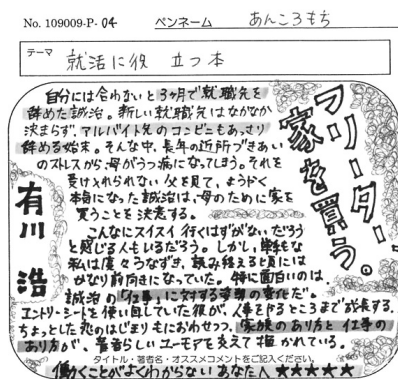 No. 109009-P-04 ペンネーム あんころもち
テーマ
就活に役立つ本
フリーター、
家を買う。
有川 浩
自分には合わないと3ヶ月で就職先を
辞めた誠治。新しい就職先はなかなか
決まらず、アルバイト先のコンビニもあっさり
辞める始末。そんな中、長年の近所づきあい
のストレスから、母がうつ病になってしまう。それを
受け入れられない父を見て、ようやく
本気になった誠治は、母のために家を
買うことを決意する。
こんなにスイスイ行くはずがないだろう
と感じる人もいるだろう。しかし、単純な
私は度々うなずき、読み終える頃には
かなり前向きになっていた。特に面白いのは、
誠治の「仕事」に対する姿勢の変化だ。
エントリーシートを使い回していた彼が、人事をやるところまで成長する。
ちょっとした恋のはじまりもにおわせつつ、家族のあり方と仕事の
あり方が、素晴らしいユーモアを交えて描かれている。
タイトル・著者名・オススメコメントをご記入ください。
働くことがよくわからないあなたへ★★★★★